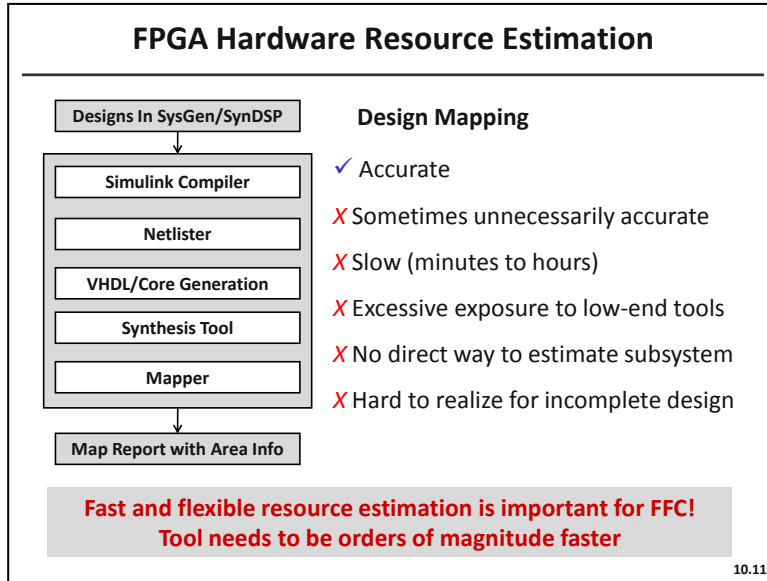 FPGA Hardware Resource Estimation
Designs In SysGen/SynDSP
Simulink Compiler
Netlister
VHDL/Core Generation
Synthesis Tool
Mapper
Map Report with Area Info
Design Mapping
✓ Accurate
X Sometimes unnecessarily accurate
X Slow (minutes to hours)
X Excessive exposure to low-end tools
X No direct way to estimate subsystem
X Hard to realize for incomplete design
Fast and flexible resource estimation is important for FFC!
Tool needs to be orders of magnitude faster
10.11